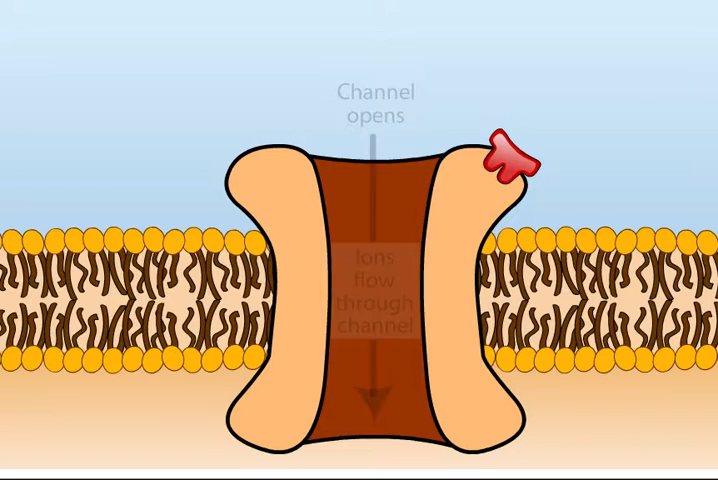 Channel
opens
Ions
flow
through
channel